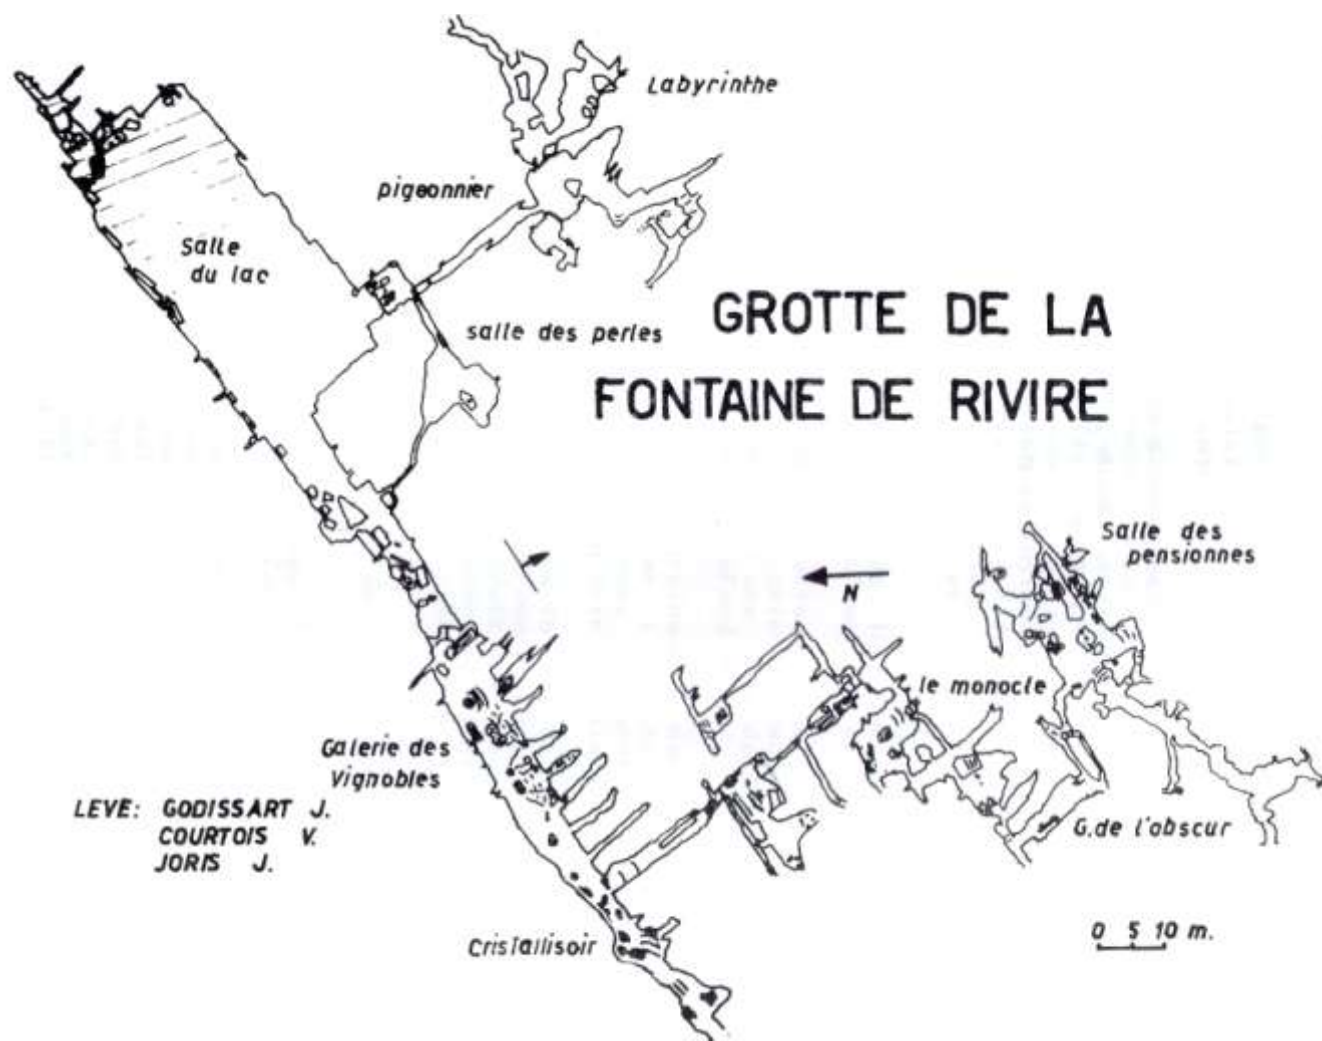 Labyrinthe
pigeonnier
Salle
du lac
salle des perles
GROTTE DE LA
FONTAINE DE RIVIRE
Salle des
pensionnes
N
le monocle
Galerie des
Vignobles
LEVE: GODISSART J.
COURTOIS V.
JORIS J.
G. de l'obscur
Cristallisoir
0 5 10 m.